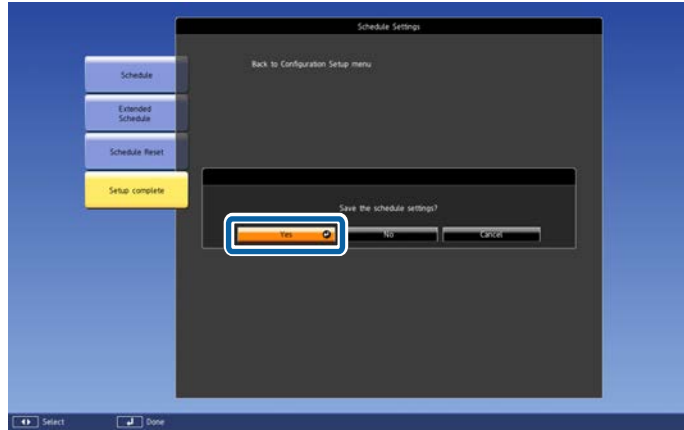 Schedule Settings
Schedule
Back to Configuration Setup menu
Extended
Schedule
Schedule Reset
Setup complete
Save the schedule settings?
Yes No Cancel
Select Done